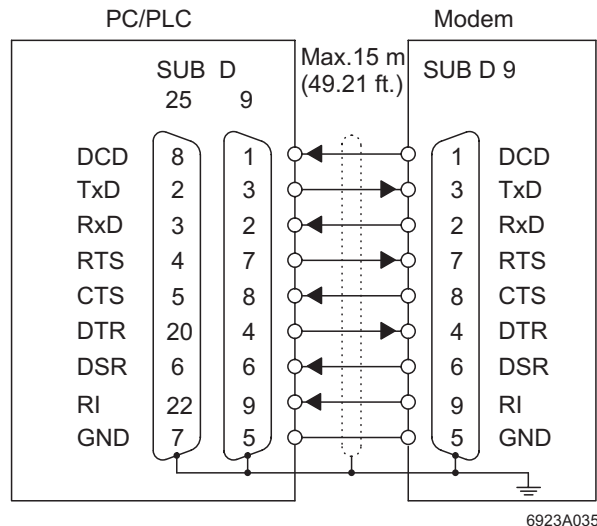 PC/PLC Modem
SUB D Max.15 m SUB D 9
25 9 (49.21 ft.)
DCD 8 1 1 DCD
TxD 2 3 3 TxD
RxD 3 2 2 RxD
RTS 4 7 7 RTS
CTS 5 8 8 CTS
DTR 20 4 4 DTR
DSR 6 6 6 DSR
RI 22 9 9 RI
GND 7 5 5 GND
6923A035